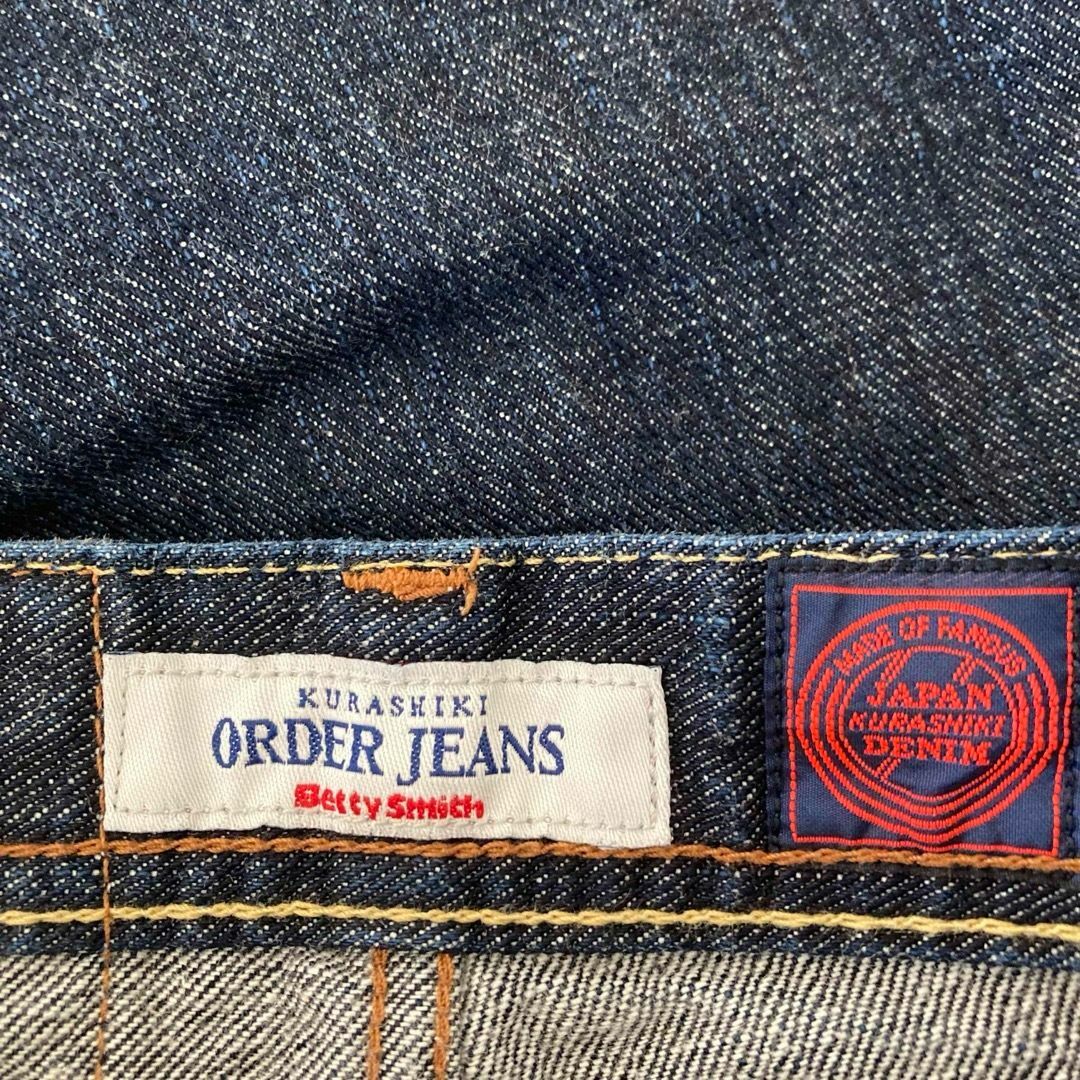 KURASHIKI
ORDER JEANS
Betty Smith
MADE OF FAMOUS
JAPAN
KURASHIKI
DENIM